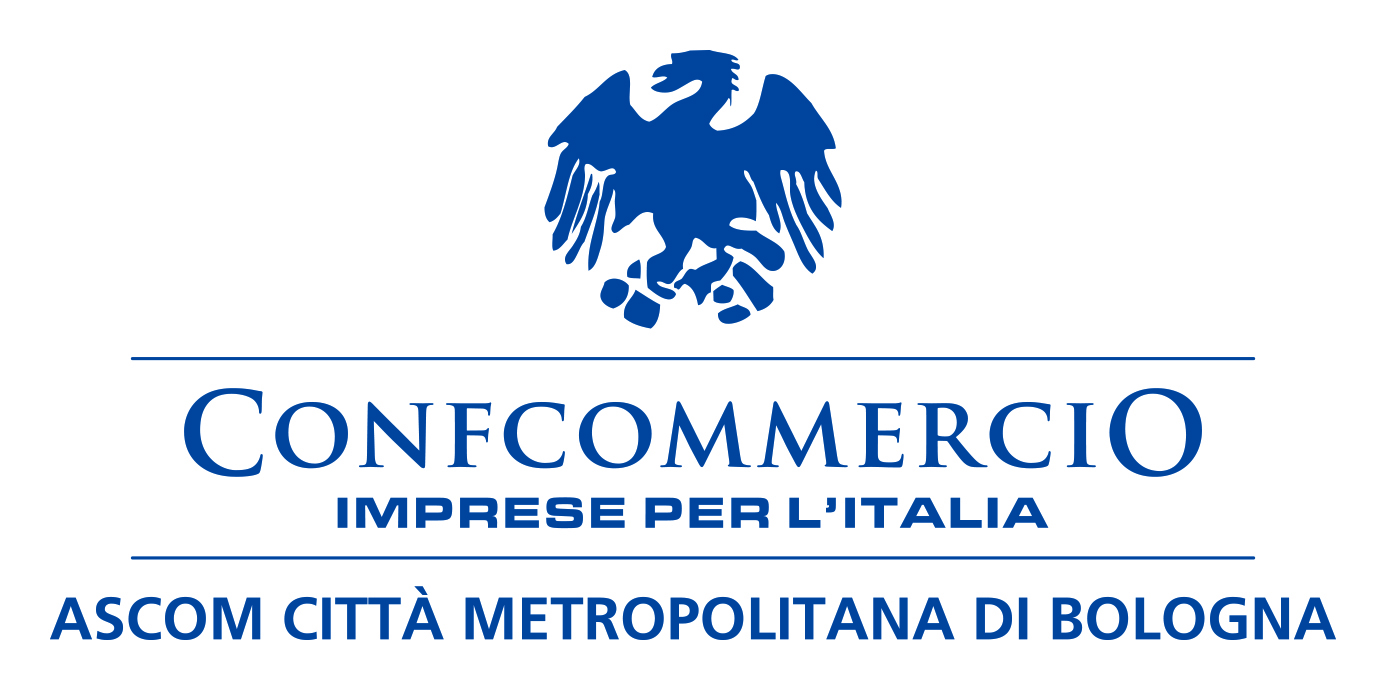 CONFCOMMERCIO
IMPRESE PER L'ITALIA
ASCOM CITTÀ METROPOLITANA DI BOLOGNA